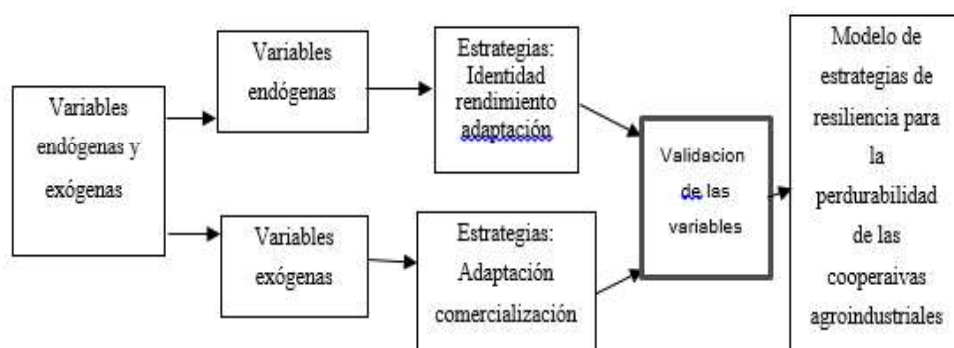 Variables
endógenas y
exógenas
Variables
endógenas
Estrategias:
Identidad
rendimiento
adaptación
Variables
exógenas
Estrategias:
Adaptación
comercialización
Validacion
de las
variables
Modelo de
estrategias de
resiliencia para
la
perdurabilidad
de las
cooperaivas
agroindustriales